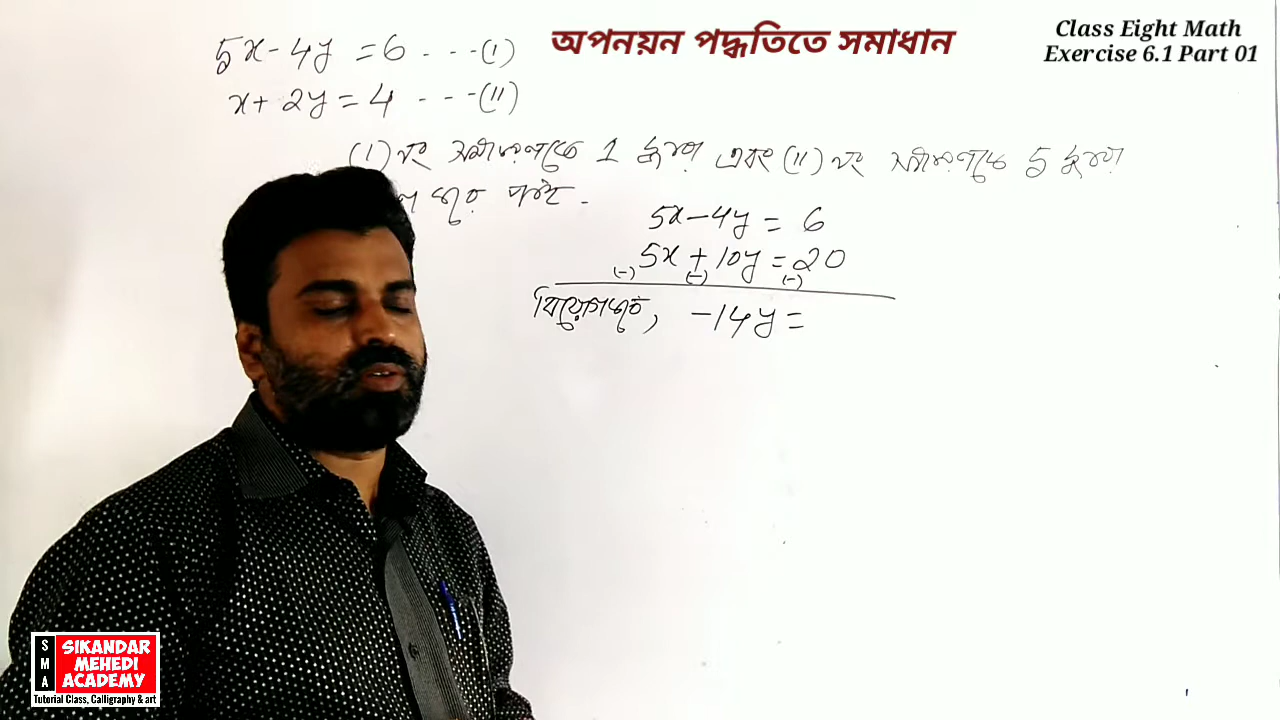 5x - 4y = 6 - - - (I)
x + 2y = 4 - - - (II)
অপনয়ন পদ্ধতিতে সমাধান
Class Eight Math
Exercise 6.1 Part 01
(I) নং সমীকরণকে 1 দ্বারা এবং (II) নং সমীকরণকে 5 দ্বারা
করে পাই -
5x - 4y = 6
5x + 10y = 20
(-) (-) (-)
বিয়োগ করে, -14y =
S M A
SIKANDAR
MEHEDI
ACADEMY
Tutorial Class, Calligraphy & art